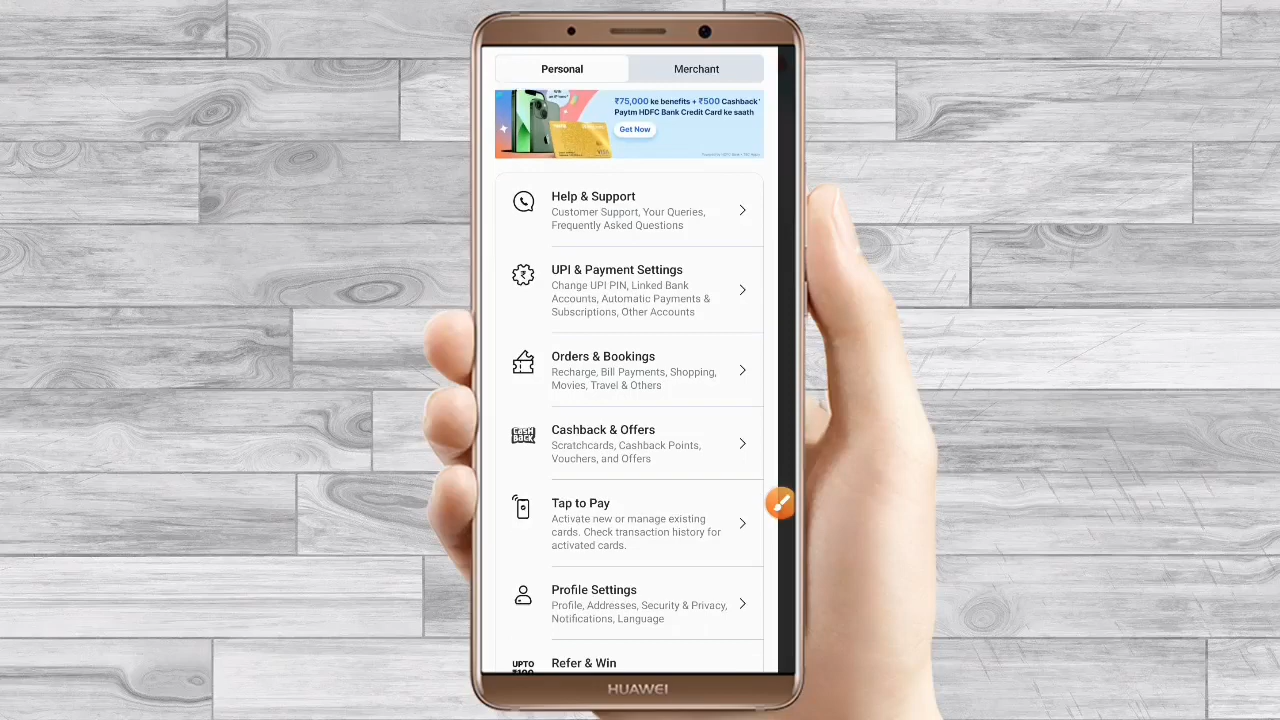 Personal
Merchant
₹75,000 ke benefits + ₹500 Cashback*
Paytm HDFC Bank Credit Card ke saath
Get Now
Help & Support
Customer Support, Your Queries,
Frequently Asked Questions
UPI & Payment Settings
Change UPI PIN, Linked Bank
Accounts, Automatic Payments &
Subscriptions, Other Accounts
Orders & Bookings
Recharge, Bill Payments, Shopping,
Movies, Travel & Others
CASH
BACK
Cashback & Offers
Scratchcards, Cashback Points,
Vouchers, and Offers
Tap to Pay
Activate new or manage existing
cards. Check transaction history for
activated cards.
Profile Settings
Profile, Addresses, Security & Privacy,
Notifications, Language
UPTO
₹100
Refer & Win
HUAWEI